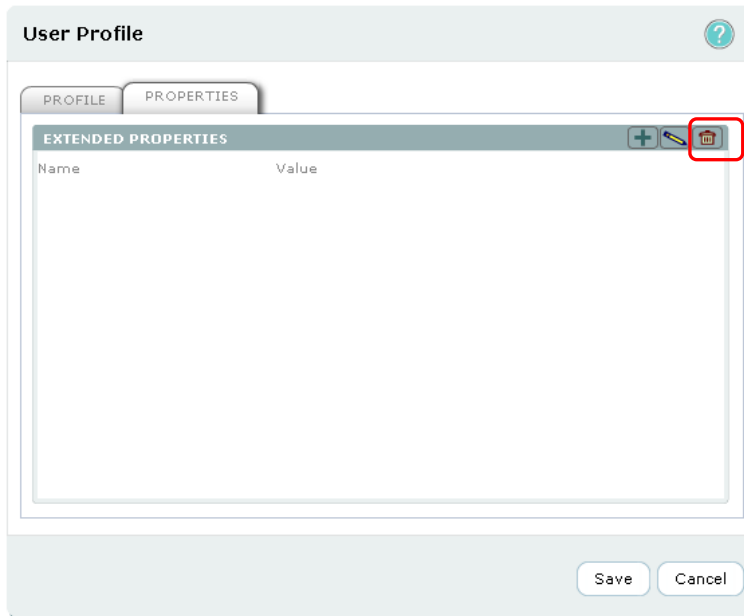 User Profile
?
PROFILE PROPERTIES
EXTENDED PROPERTIES
Name Value
Save Cancel